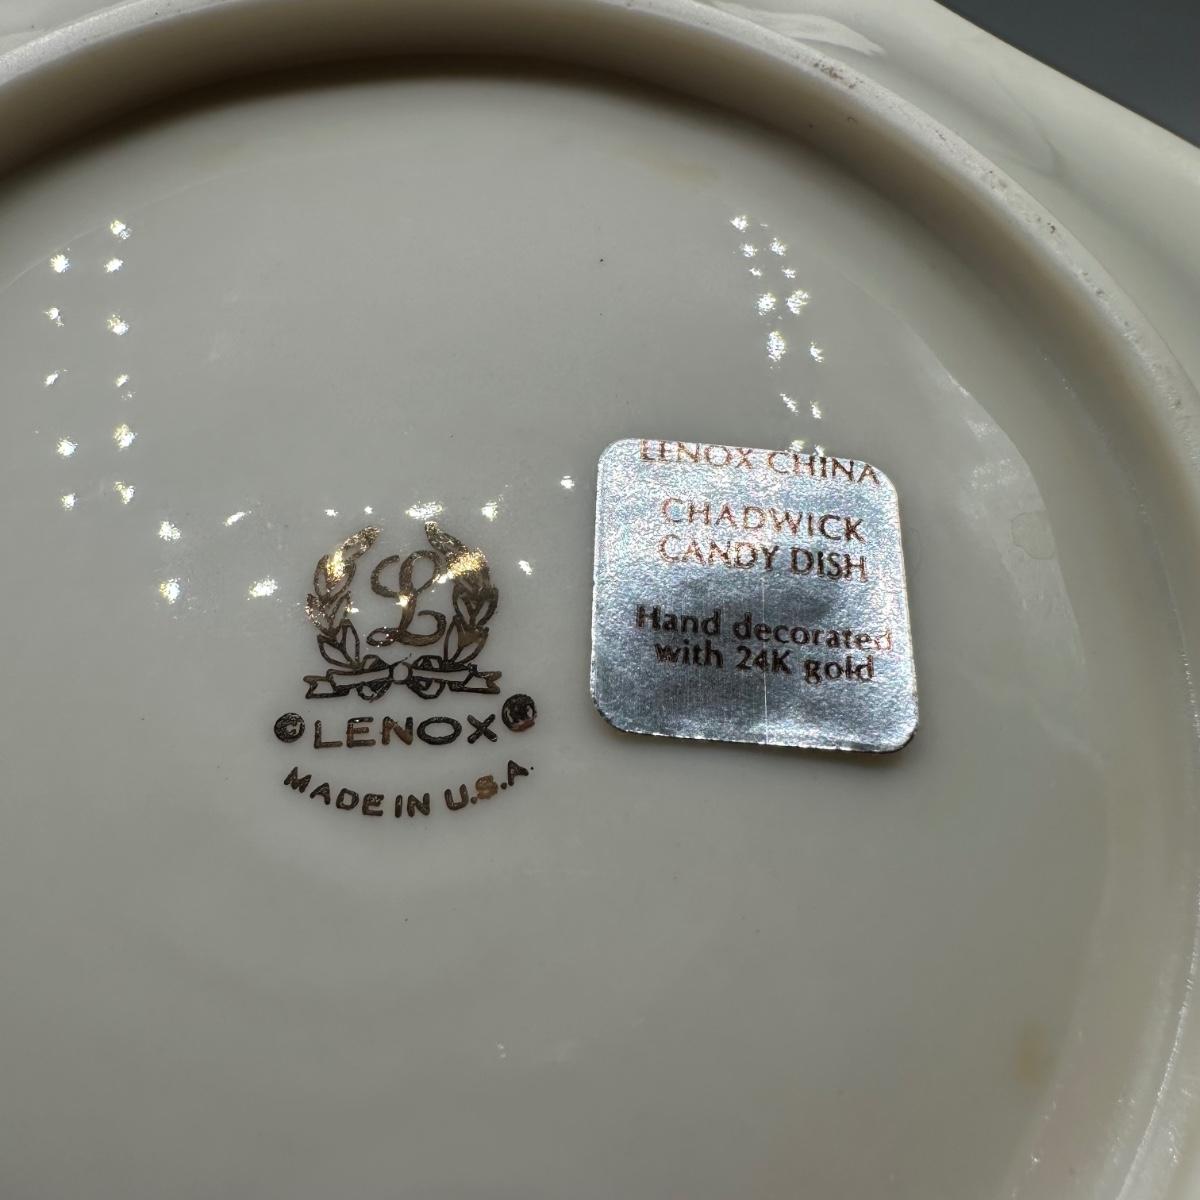 L
© LENOX ®
MADE IN U.S.A.
LENOX CHINA
CHADWICK
CANDY DISH
Hand decorated
with 24K gold